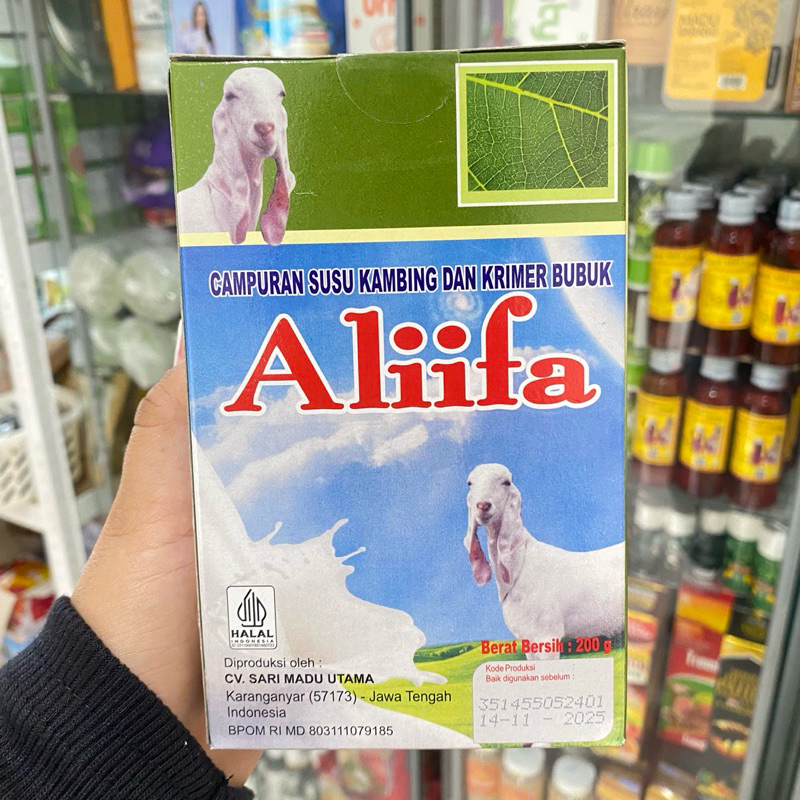 MADU
CAMPURAN SUSU KAMBING DAN KRIMER BUBUK
Aliifa
HALAL
INDONESIA
Berat Bersih : 200 g
Diproduksi oleh :
CV. SARI MADU UTAMA
Karanganyar (57173) - Jawa Tengah
Indonesia
BPOM RI MD 803111079185
Kode Produksi
Baik digunakan sebelum :
351455052401
14-11 - 2025